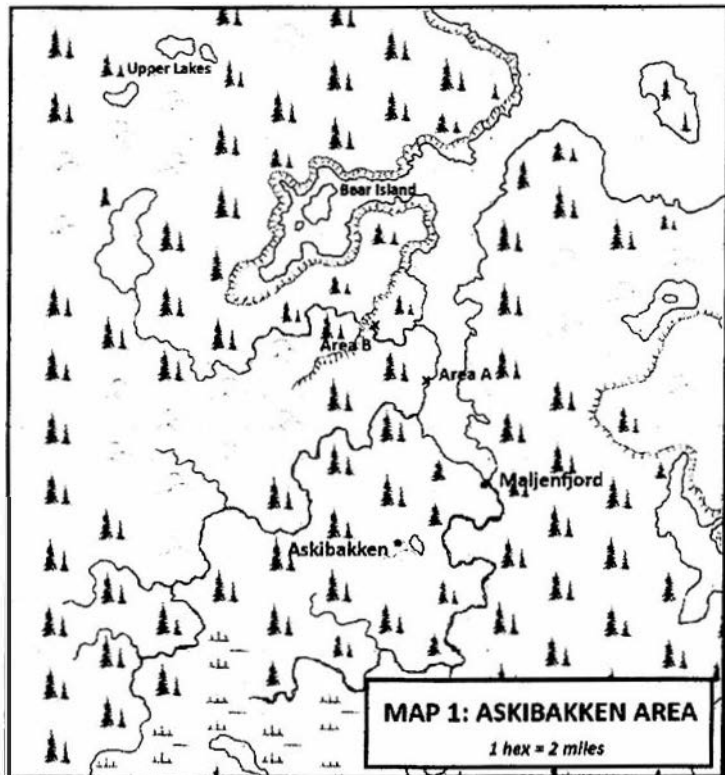 Upper Lakes
Bear Island
Area B
Area A
Maljenfjord
Askibakken
MAP 1: ASKIBAKKEN AREA
1 hex = 2 miles